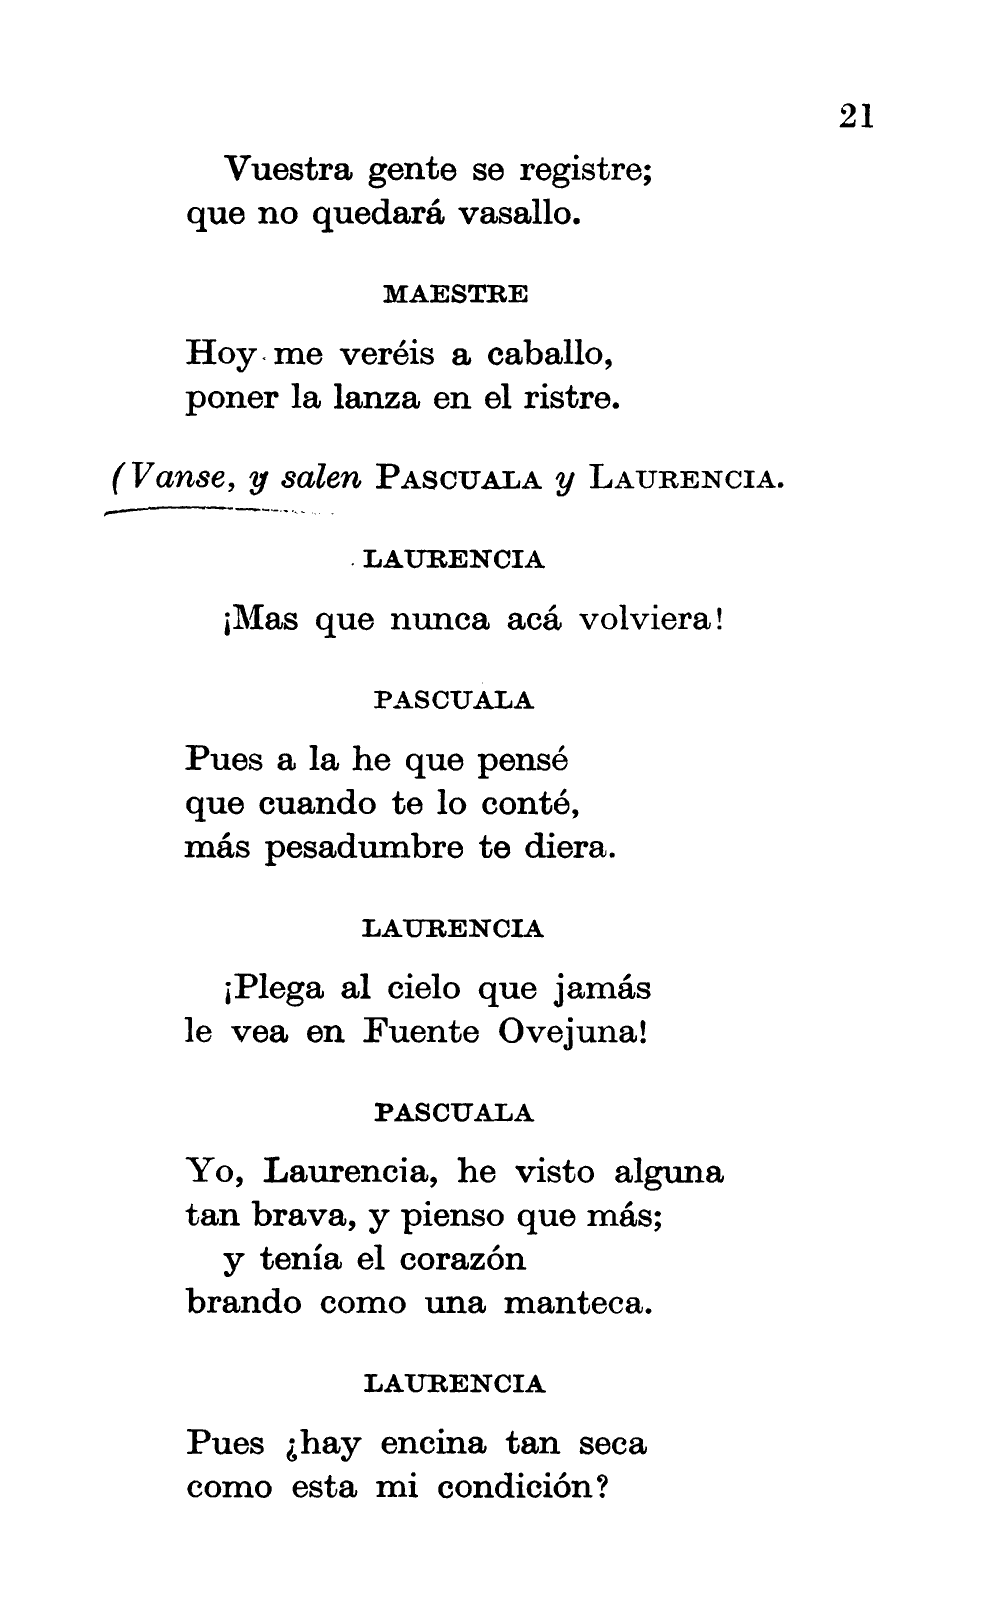 21
Vuestra gente se registre;
que no quedará vasallo.
MAESTRE
Hoy me veréis a caballo,
poner la lanza en el ristre.
(Vanse, y salen PASCUALA y LAURENCIA.
LAURENCIA
¡Mas que nunca acá volviera!
PASCUALA
Pues a la he que pensé
que cuando te lo conté,
más pesadumbre te diera.
LAURENCIA
¡Plega al cielo que jamás
le vea en Fuente Ovejuna!
PASCUALA
Yo, Laurencia, he visto alguna
tan brava, y pienso que más;
y tenía el corazón
brando como una manteca.
LAURENCIA
Pues ¿hay encina tan seca
como esta mi condición?